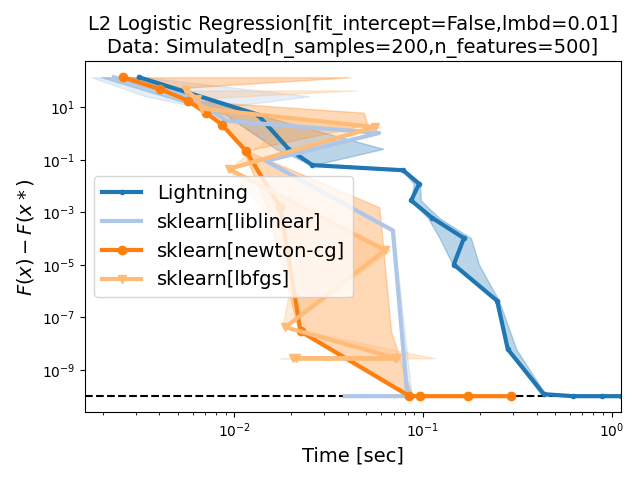 L2 Logistic Regression[fit_intercept=False,lmbd=0.01]
Data: Simulated[n_samples=200,n_features=500]
F(x) − F(x*)
10¹
10⁻¹
10⁻³
10⁻⁵
10⁻⁷
10⁻⁹
Lightning
sklearn[liblinear]
sklearn[newton-cg]
sklearn[lbfgs]
10⁻²
10⁻¹
10⁰
Time [sec]